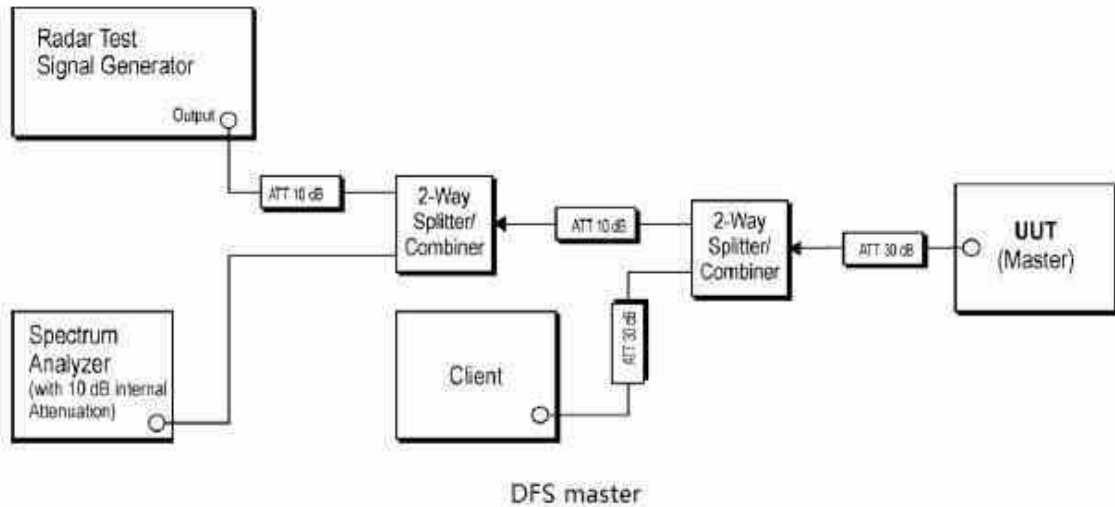 Radar Test
Signal Generator
Output
ATT 10 dB
2-Way
Splitter/
Combiner
ATT 10 dB
2-Way
Splitter/
Combiner
ATT 30 dB
UUT
(Master)
Spectrum
Analyzer
(with 10 dB internal
Attenuation)
Client
ATT 30 dB
DFS master